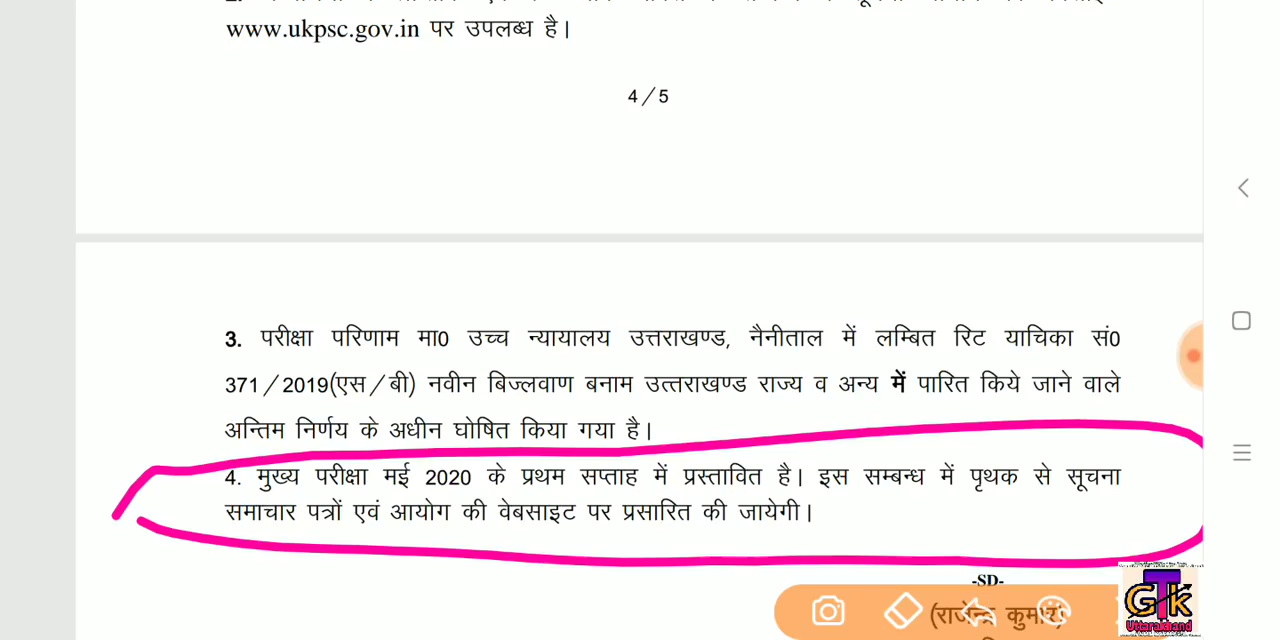 www.ukpsc.gov.in पर उपलब्ध है।
4/5
3. परीक्षा परिणाम मा0 उच्च न्यायालय उत्तराखण्ड, नैनीताल में लम्बित रिट याचिका सं0
371/2019(एस/बी) नवीन बिज्लवाण बनाम उत्तराखण्ड राज्य व अन्य में पारित किये जाने वाले
अन्तिम निर्णय के अधीन घोषित किया गया है।
4. मुख्य परीक्षा मई 2020 के प्रथम सप्ताह में प्रस्तावित है। इस सम्बन्ध में पृथक से सूचना
समाचार पत्रों एवं आयोग की वेबसाइट पर प्रसारित की जायेगी।
-SD-
(राजेन्द्र कुमार)
GTK
Uttarakhand